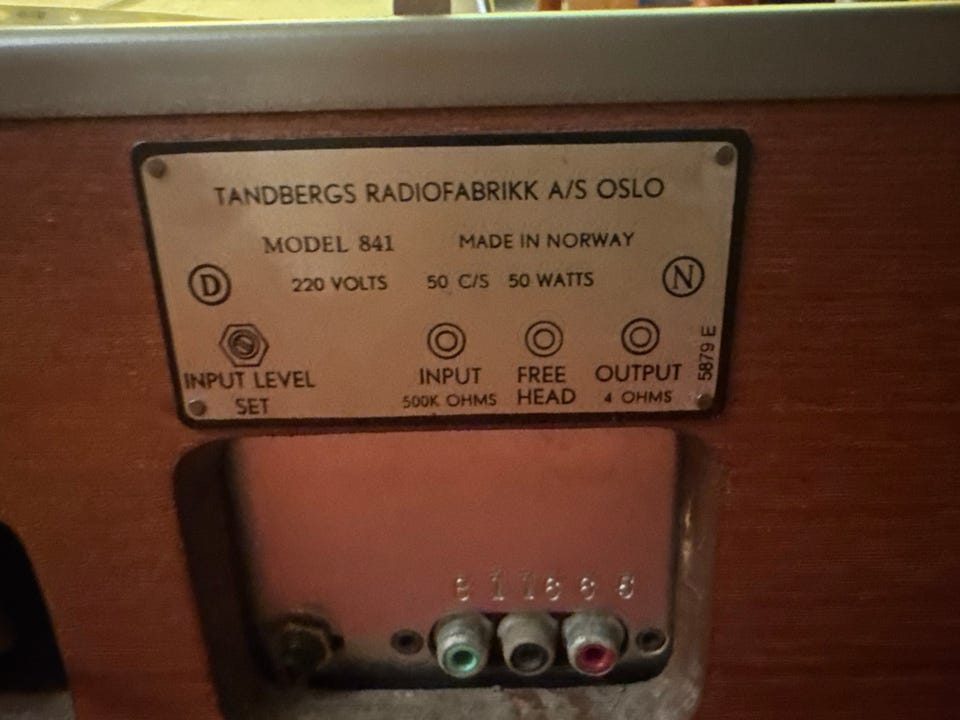 TANDBERGS RADIOFABRIKK A/S OSLO
MODEL 841 MADE IN NORWAY
D 220 VOLTS 50 C/S 50 WATTS N
INPUT LEVEL SET
INPUT 500K OHMS
FREE HEAD
OUTPUT 4 OHMS
5879 E